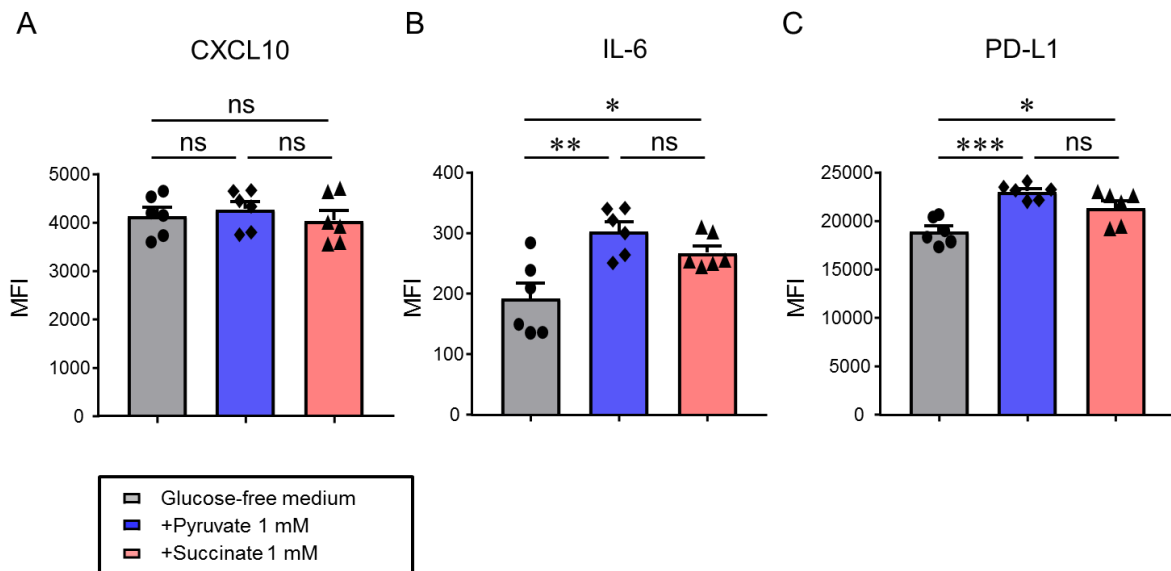 A
CXCL10
ns
ns
ns
MFI
5000
4000
3000
2000
1000
0
B
IL-6
*
**
ns
MFI
400
300
200
100
0
C
PD-L1
*
***
ns
MFI
25000
20000
15000
10000
5000
0
Glucose-free medium
+Pyruvate 1 mM
+Succinate 1 mM